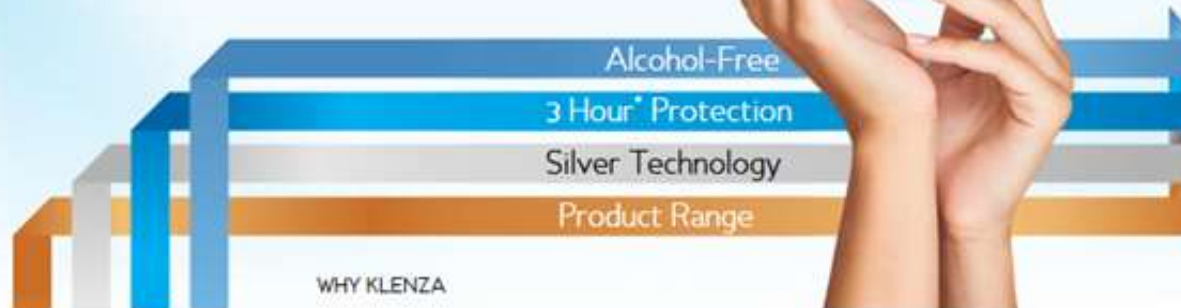 Alcohol-Free
3 Hour* Protection
Silver Technology
Product Range
WHY KLENZA